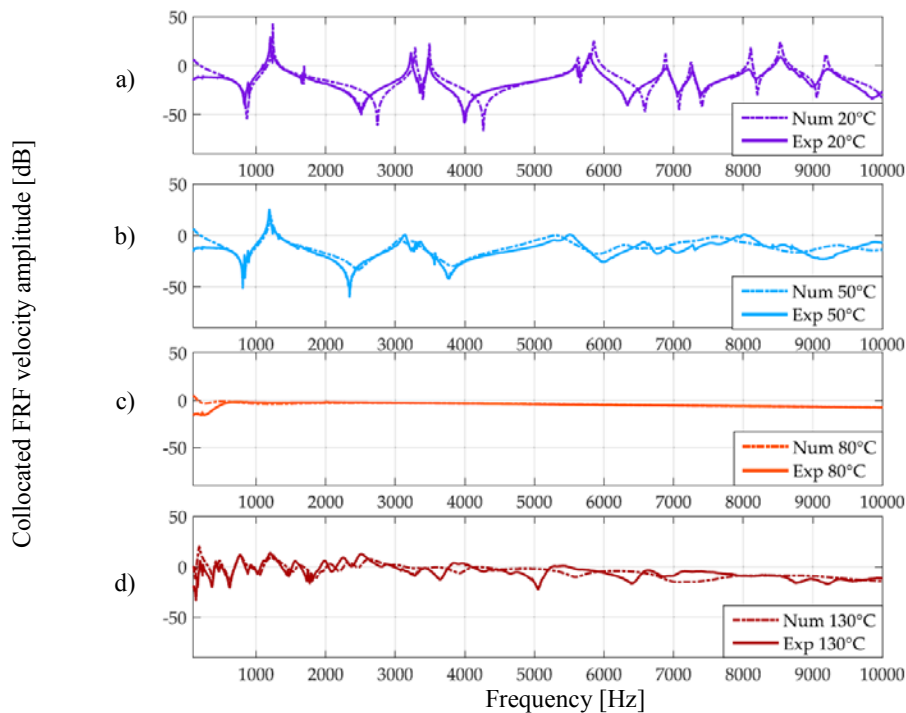 Collocated FRF velocity amplitude [dB]
a)
50
0
-50
Num 20°C
Exp 20°C
1000 2000 3000 4000 5000 6000 7000 8000 9000 10000
b)
50
0
-50
Num 50°C
Exp 50°C
1000 2000 3000 4000 5000 6000 7000 8000 9000 10000
c)
50
0
-50
Num 80°C
Exp 80°C
1000 2000 3000 4000 5000 6000 7000 8000 9000 10000
d)
50
0
-50
Num 130°C
Exp 130°C
1000 2000 3000 4000 5000 6000 7000 8000 9000 10000
Frequency [Hz]